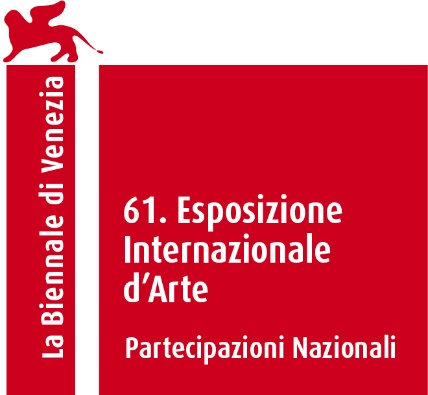 La Biennale di Venezia
61. Esposizione
Internazionale
d’Arte
Partecipazioni Nazionali